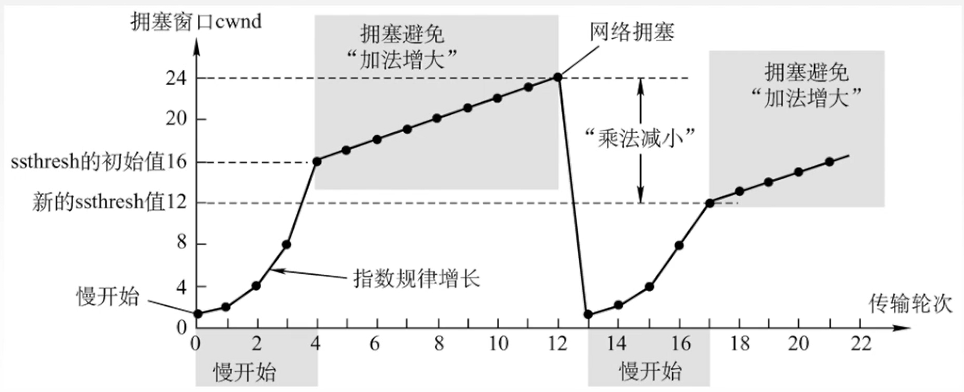 拥塞窗口cwnd
拥塞避免
“加法增大”
网络拥塞
拥塞避免
“加法增大”
24
20
“乘法减小”
ssthresh的初始值16
新的ssthresh值12
8
4
0
指数规律增长
慢开始
传输轮次
0 2 4 6 8 10 12 14 16 18 20 22
慢开始
慢开始